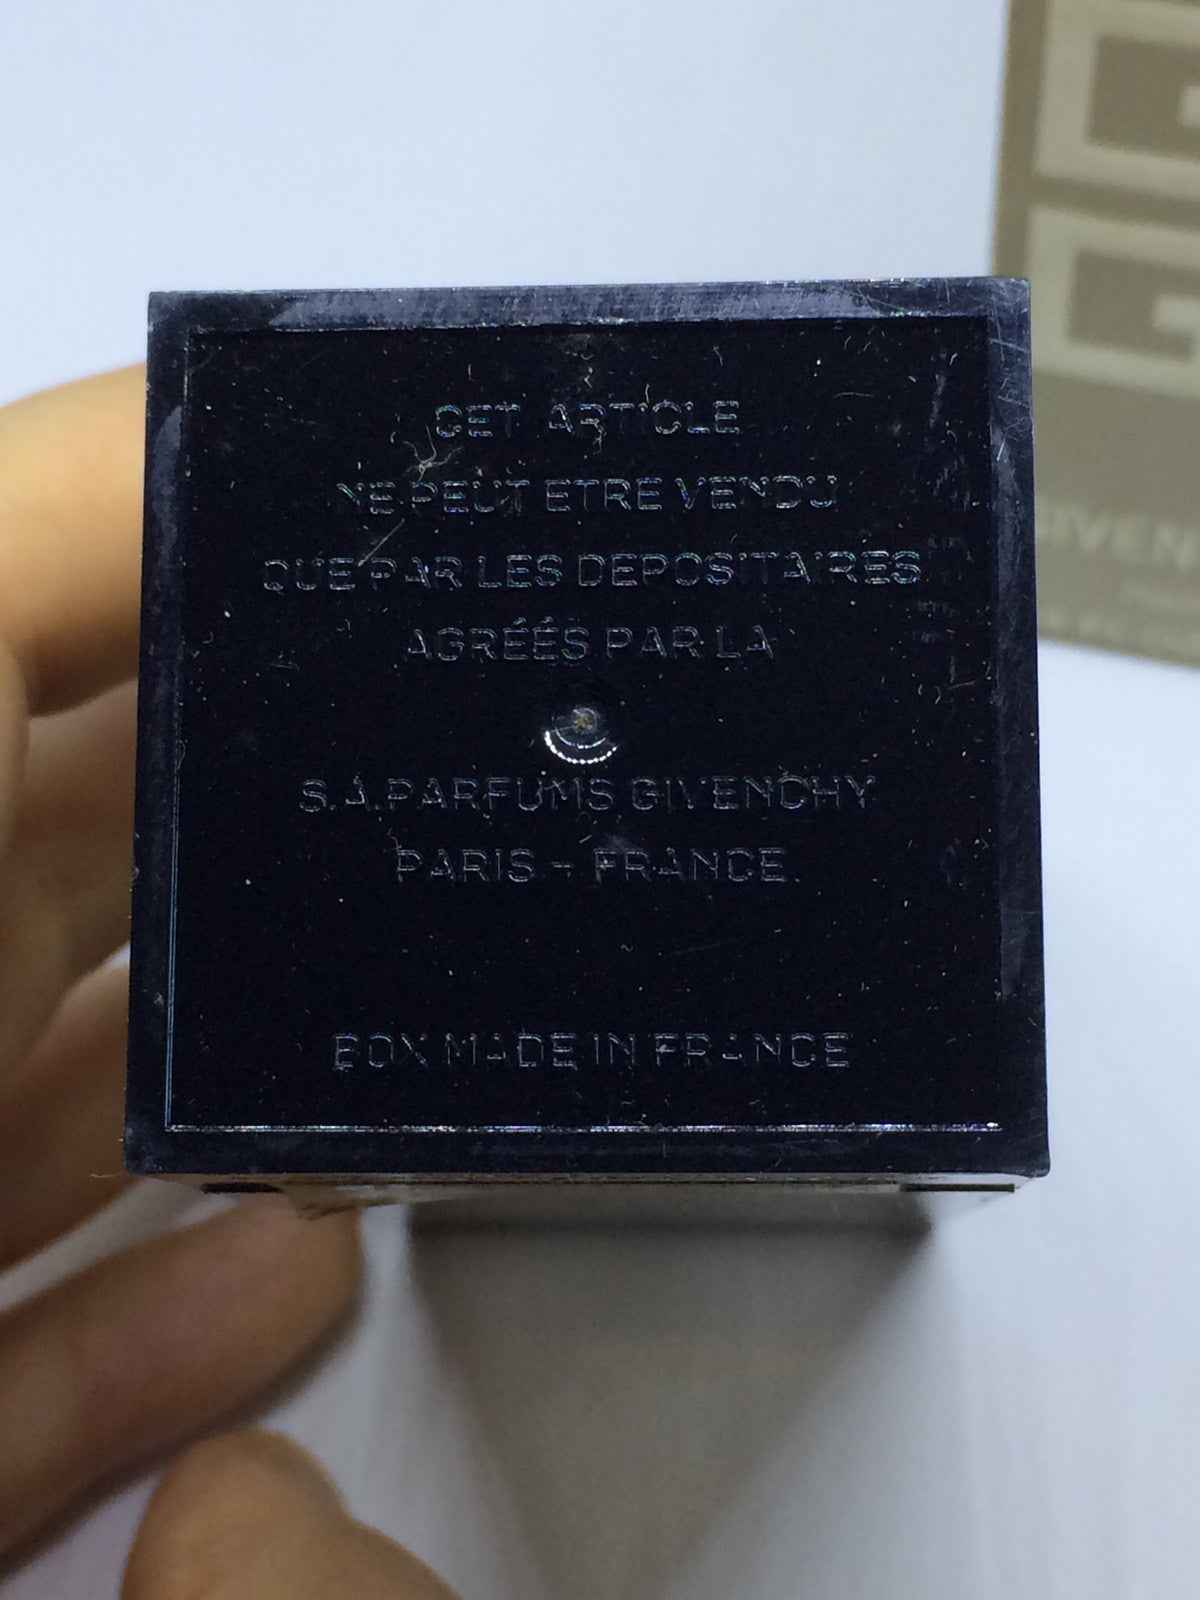 CET ARTICLE
NE PEUT ETRE VENDU
QUE PAR LES DEPOSITAIRES
AGRÉÉS PAR LA
S.A. PARFUMS GIVENCHY
PARIS - FRANCE.
BOX MADE IN FRANCE